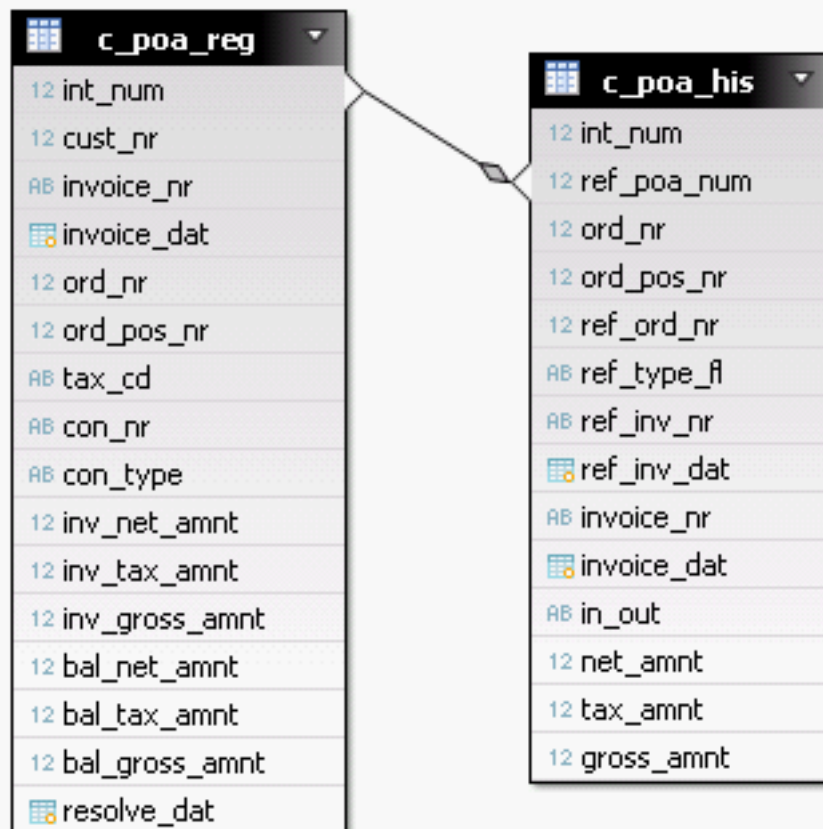 c_poa_reg
12 int_num
12 cust_nr
AB invoice_nr
invoice_dat
12 ord_nr
12 ord_pos_nr
AB tax_cd
AB con_nr
AB con_type
12 inv_net_amnt
12 inv_tax_amnt
12 inv_gross_amnt
12 bal_net_amnt
12 bal_tax_amnt
12 bal_gross_amnt
resolve_dat
c_poa_his
12 int_num
12 ref_poa_num
12 ord_nr
12 ord_pos_nr
12 ref_ord_nr
AB ref_type_fl
AB ref_inv_nr
ref_inv_dat
AB invoice_nr
invoice_dat
AB in_out
12 net_amnt
12 tax_amnt
12 gross_amnt